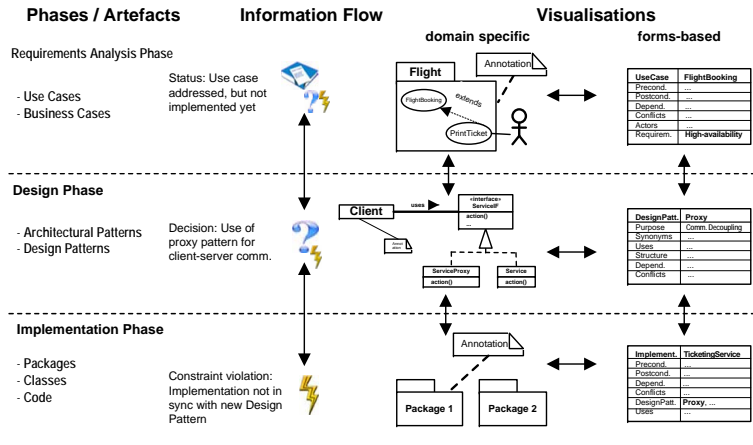 Phases / Artefacts
Information Flow
Visualisations
domain specific
forms-based
Requirements Analysis Phase
- Use Cases
- Business Cases
Status: Use case
addressed, but not
implemented yet
Flight
Annotation
FlightBooking
extends
PrintTicket
UseCase FlightBooking
Precond. ...
Postcond. ...
Depend. ...
Conflicts ...
Actors ...
Requirem. High-availability
Design Phase
- Architectural Patterns
- Design Patterns
Decision: Use of
proxy pattern for
client-server comm.
Client
uses
Annot
ation
«interface»
ServiceIF
action()
...
ServiceProxy
action()
Service
action()
DesignPatt. Proxy
Purpose Comm. Decoupling
Synonyms ...
Uses ...
Structure ...
Depend. ...
Conflicts ...
Implementation Phase
- Packages
- Classes
- Code
Constraint violation:
Implementation not in
sync with new Design
Pattern
Annotation
Package 1
Package 2
Implement. TicketingService
Precond. ...
Postcond. ...
Depend. ...
Conflicts ...
DesignPatt. Proxy, ...
Uses ...